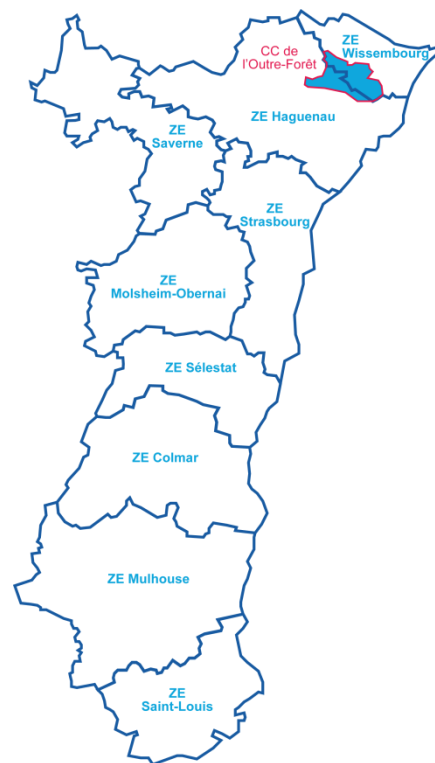 CC de
l'Outre-Forêt
ZE
Wissembourg
ZE Haguenau
ZE
Saverne
ZE
Strasbourg
ZE
Molsheim-Obernai
ZE Sélestat
ZE Colmar
ZE Mulhouse
ZE
Saint-Louis